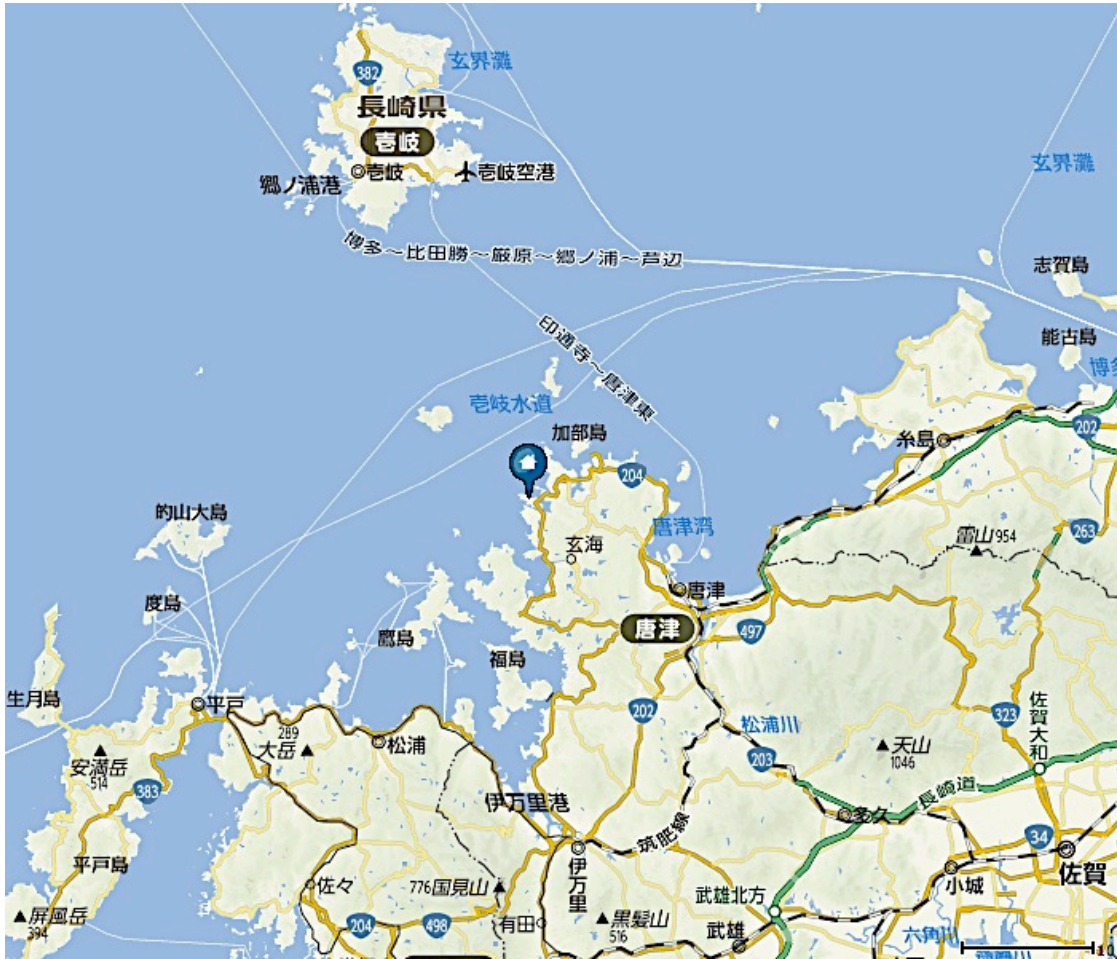 玄界灘
382
長崎県
壱岐
壱岐
壱岐空港
郷ノ浦港
玄界灘
博多～比田勝～厳原～郷ノ浦～芦辺
志賀島
印通寺～唐津東
能古島
博多
壱岐水道
加部島
糸島
202
204
的山大島
唐津湾
263
雷山 954
玄海
度島
唐津
鷹島
唐津
497
福島
生月島
平戸
202
松浦川
323
佐賀大和
289
大岳
松浦
203
天山
1046
安満岳
514
383
伊万里港
長崎道
筑肥線
多久
34
平戸島
伊万里
佐賀
佐々
776 国見山
小城
武雄北方
屏風岳
394
204
498
有田
黒髪山
516
武雄
六角川